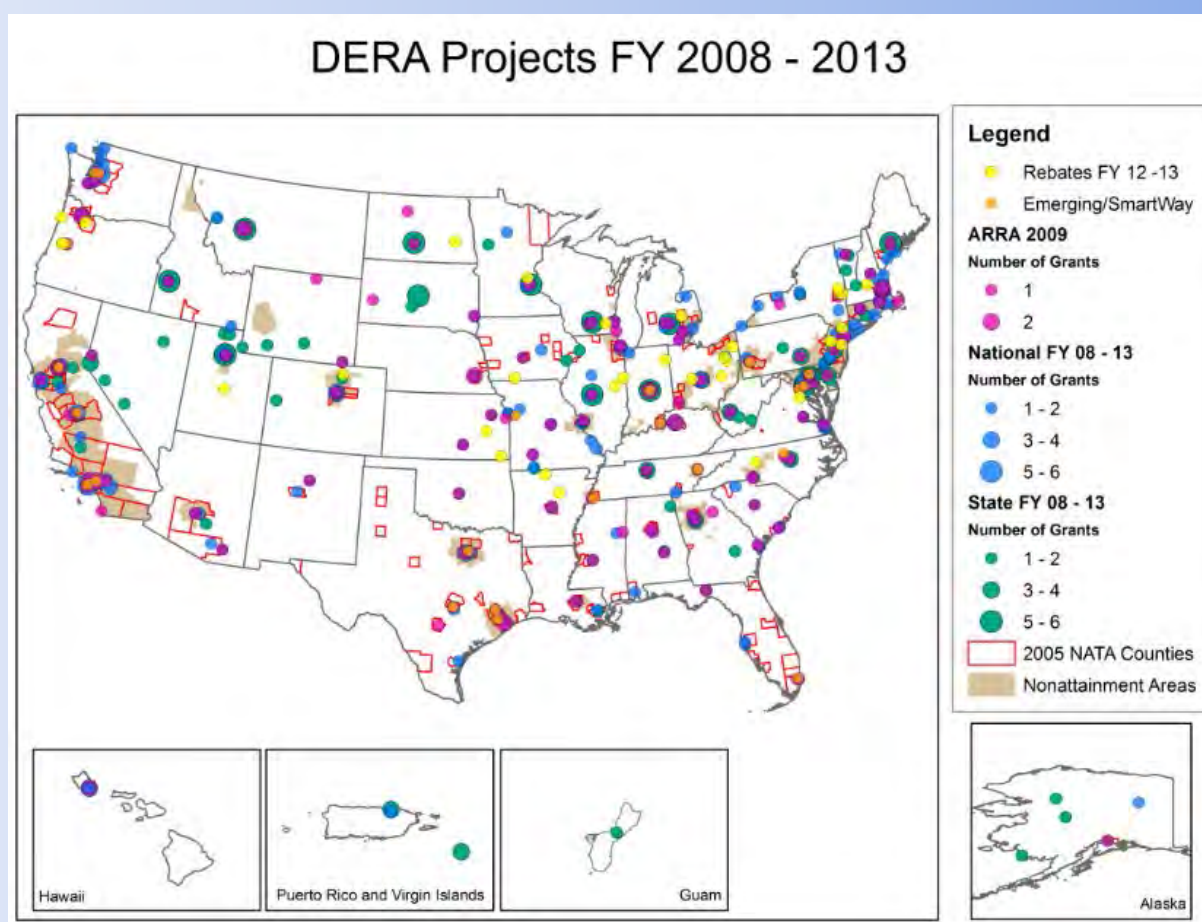 DERA Projects FY 2008 - 2013
Legend
Rebates FY 12 -13
Emerging/SmartWay
ARRA 2009
Number of Grants
1
2
National FY 08 - 13
Number of Grants
1 - 2
3 - 4
5 - 6
State FY 08 - 13
Number of Grants
1 - 2
3 - 4
5 - 6
2005 NATA Counties
Nonattainment Areas
Hawaii
Puerto Rico and Virgin Islands
Guam
Alaska